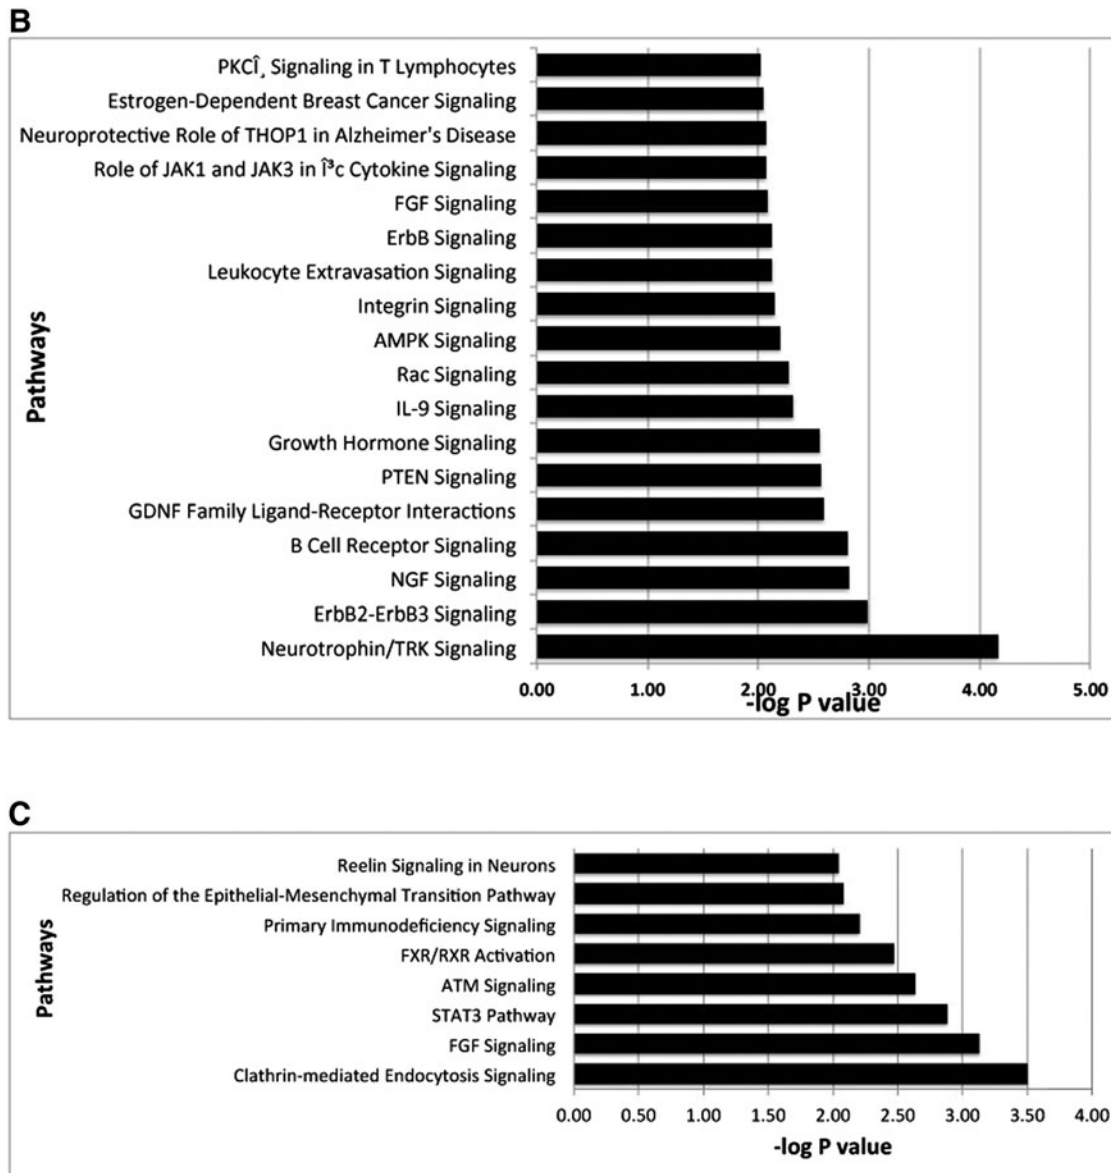 B
PKCÎ¸ Signaling in T Lymphocytes
Estrogen-Dependent Breast Cancer Signaling
Neuroprotective Role of THOP1 in Alzheimer's Disease
Role of JAK1 and JAK3 in Î³c Cytokine Signaling
FGF Signaling
ErbB Signaling
Leukocyte Extravasation Signaling
Integrin Signaling
AMPK Signaling
Rac Signaling
IL-9 Signaling
Growth Hormone Signaling
PTEN Signaling
GDNF Family Ligand-Receptor Interactions
B Cell Receptor Signaling
NGF Signaling
ErbB2-ErbB3 Signaling
Neurotrophin/TRK Signaling
Pathways
0.00 1.00 2.00 3.00 4.00 5.00
-log P value
C
Reelin Signaling in Neurons
Regulation of the Epithelial-Mesenchymal Transition Pathway
Primary Immunodeficiency Signaling
FXR/RXR Activation
ATM Signaling
STAT3 Pathway
FGF Signaling
Clathrin-mediated Endocytosis Signaling
Pathways
0.00 0.50 1.00 1.50 2.00 2.50 3.00 3.50 4.00
-log P value